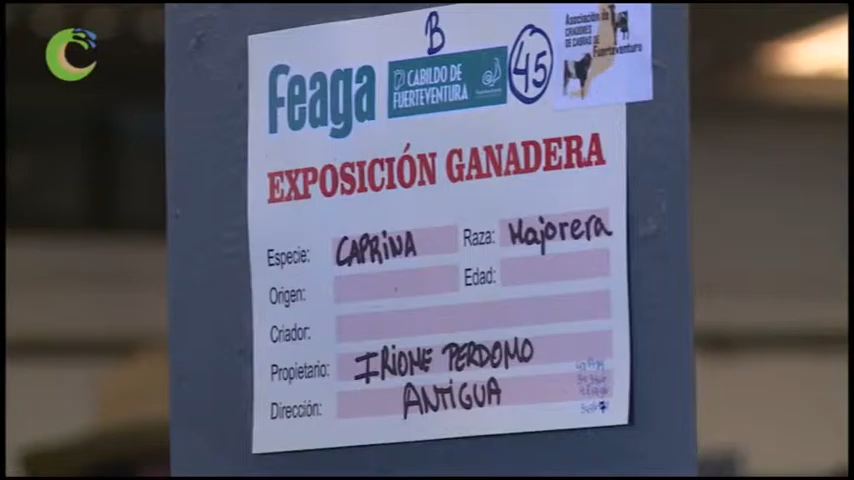 B
45
Feaga
CABILDO DE
FUERTEVENTURA
Asociación de
CRIADORES
DE CABRAS DE
Fuerteventura
EXPOSICIÓN GANADERA
Especie: CAPRINA Raza: Majorera
Origen: Edad:
Criador:
Propietario: IRIOME PERDOMO
Dirección: ANTIGUA